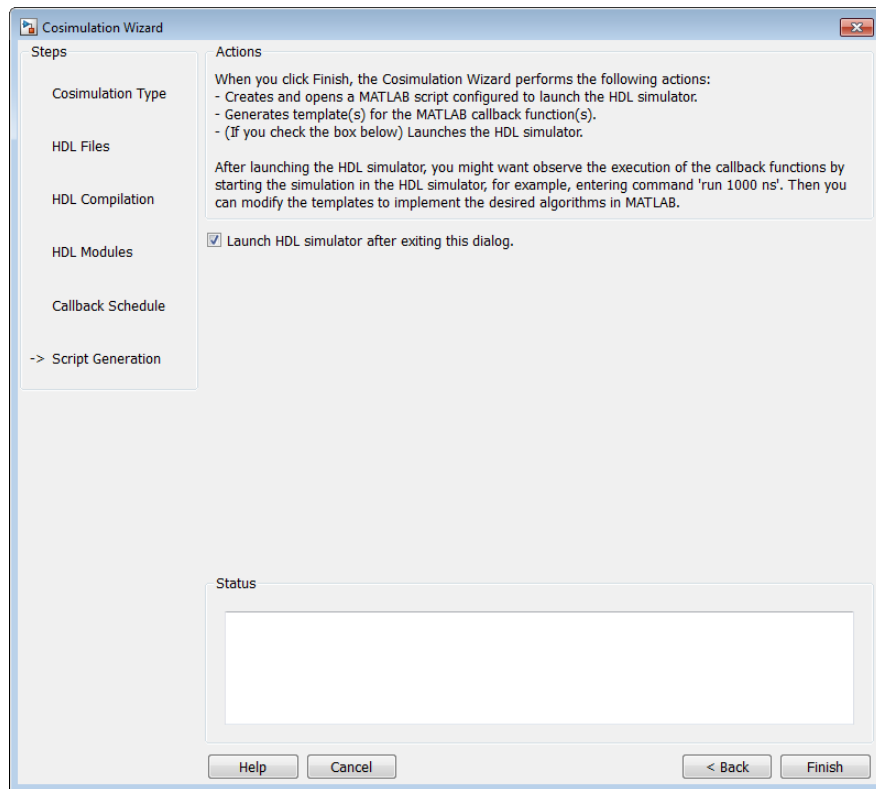 Cosimulation Wizard
Steps
Cosimulation Type
HDL Files
HDL Compilation
HDL Modules
Callback Schedule
-> Script Generation
Actions
When you click Finish, the Cosimulation Wizard performs the following actions:
- Creates and opens a MATLAB script configured to launch the HDL simulator.
- Generates template(s) for the MATLAB callback function(s).
- (If you check the box below) Launches the HDL simulator.
After launching the HDL simulator, you might want observe the execution of the callback functions by
starting the simulation in the HDL simulator, for example, entering command 'run 1000 ns'. Then you
can modify the templates to implement the desired algorithms in MATLAB.
Launch HDL simulator after exiting this dialog.
Status
Help
Cancel
< Back
Finish